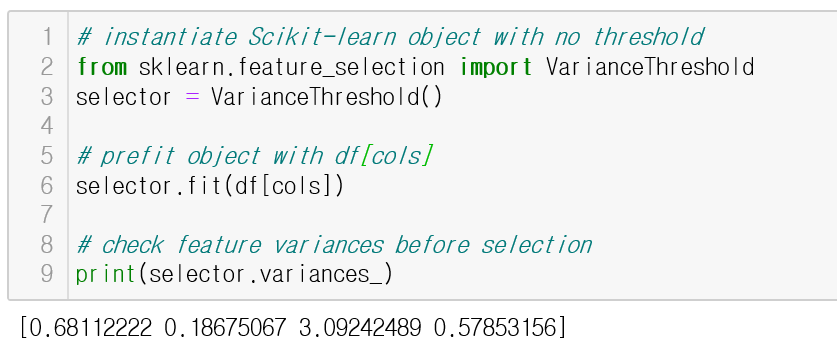 1 # instantiate Scikit-learn object with no threshold
2 from sklearn.feature_selection import VarianceThreshold
3 selector = VarianceThreshold()
4
5 # prefit object with df[cols]
6 selector.fit(df[cols])
7
8 # check feature variances before selection
9 print(selector.variances_)
[0.68112222 0.18675067 3.09242489 0.57853156]